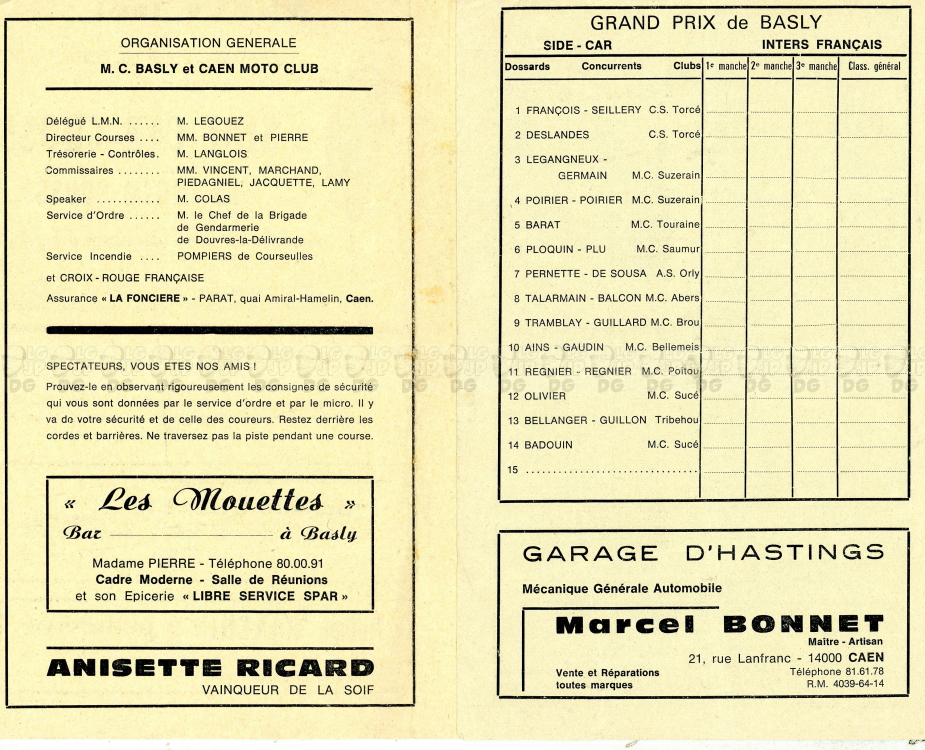 ORGANISATION GENERALE
M. C. BASLY et CAEN MOTO CLUB
Délégué L.M.N. ...... M. LEGOUEZ
Directeur Courses .... MM. BONNET et PIERRE
Trésorerie - Contrôles. M. LANGLOIS
Commissaires ........ MM. VINCENT, MARCHAND,
PIEDAGNIEL, JACQUETTE, LAMY
Speaker ............ M. COLAS
Service d'Ordre ...... M. le Chef de la Brigade
de Gendarmerie
de Douvres-la-Délivrande
Service Incendie .... POMPIERS de Courseulles
et CROIX-ROUGE FRANÇAISE
Assurance « LA FONCIERE » - PARAT, quai Amiral-Hamelin, Caen.
SPECTATEURS, VOUS ETES NOS AMIS !
Prouvez-le en observant rigoureusement les consignes de sécurité
qui vous sont données par le service d'ordre et par le micro. Il y
va de votre sécurité et de celle des coureurs. Restez derrière les
cordes et barrières. Ne traversez pas la piste pendant une course.
« Les Mouettes »
Bar à Basly
Madame PIERRE - Téléphone 80.00.91
Cadre Moderne - Salle de Réunions
et son Epicerie « LIBRE SERVICE SPAR »
ANISETTE RICARD
VAINQUEUR DE LA SOIF
GRAND PRIX de BASLY
SIDE - CAR INTERS FRANÇAIS
Dossards Concurrents Clubs 1e manche 2e manche 3e manche Class. général
1 FRANÇOIS - SEILLERY C.S. Torcé
2 DESLANDES C.S. Torcé
3 LEGANGNEUX -
GERMAIN M.C. Suzerain
4 POIRIER - POIRIER M.C. Suzerain
5 BARAT M.C. Touraine
6 PLOQUIN - PLU M.C. Saumur
7 PERNETTE - DE SOUSA A.S. Orly
8 TALARMAIN - BALCON M.C. Abers
9 TRAMBLAY - GUILLARD M.C. Brou
10 AINS - GAUDIN M.C. Bellemeis
11 REGNIER - REGNIER M.C. Poitou
12 OLIVIER M.C. Sucé
13 BELLANGER - GUILLON Tribehou
14 BADOUIN M.C. Sucé
15 ................................
GARAGE D'HASTINGS
Mécanique Générale Automobile
Marcel BONNET
Maître - Artisan
21, rue Lanfranc - 14000 CAEN
Vente et Réparations Téléphone 81.61.78
toutes marques R.M. 4039-64-14